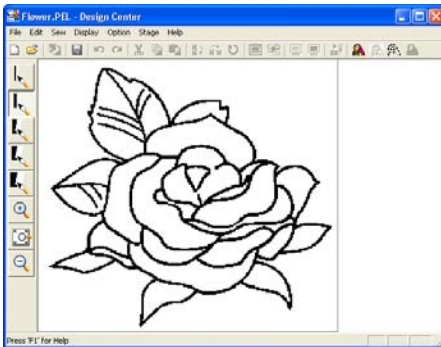 Flower.PEL - Design Center
File Edit Sew Display Option Stage Help
Press 'F1' for Help